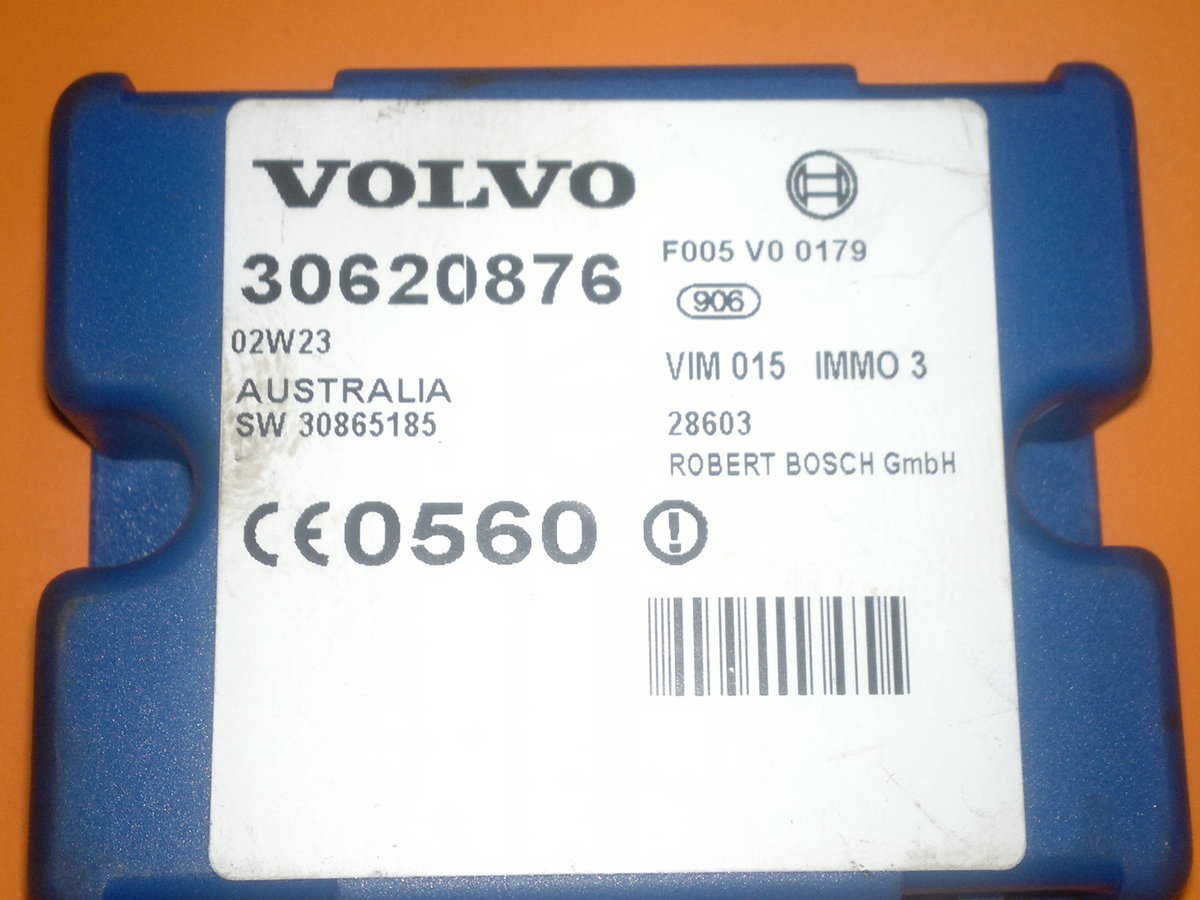 VOLVO
30620876
02W23
AUSTRALIA
SW 30865185
CE0560
F005 V0 0179
906
VIM 015 IMMO 3
28603
ROBERT BOSCH GmbH
!